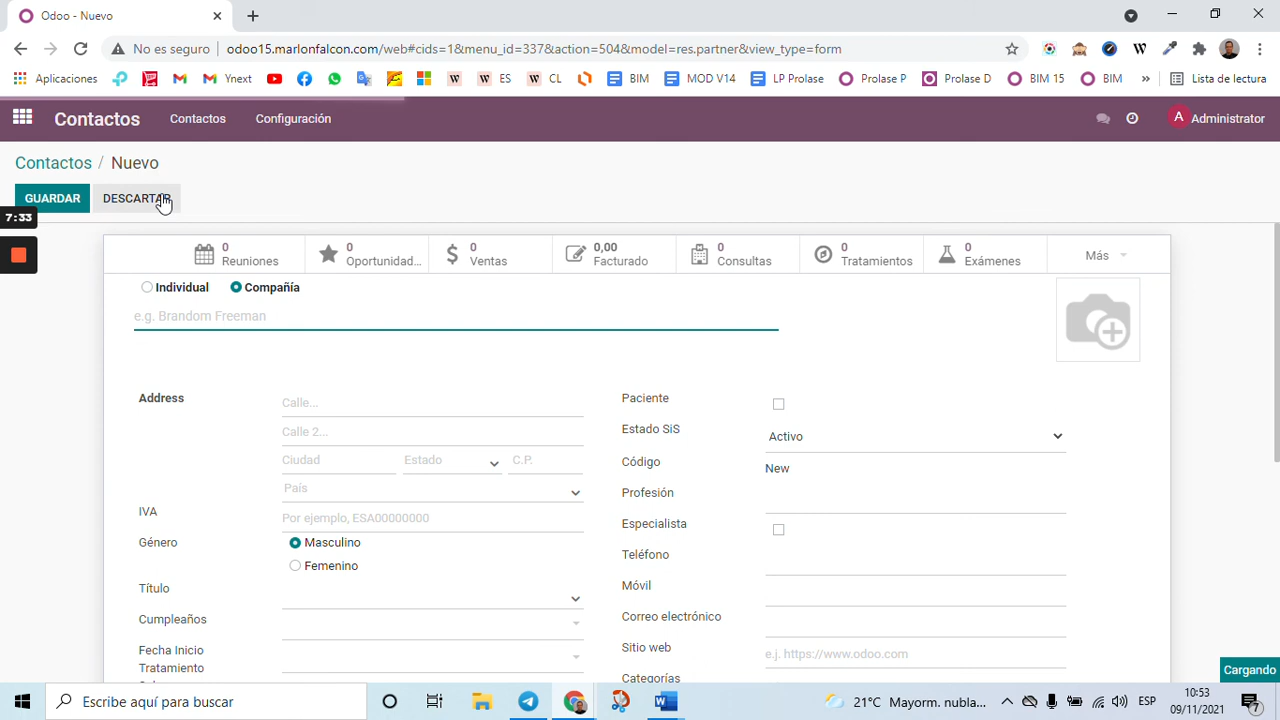 Odoo - Nuevo
No es seguro
odoo15.marlonfalcon.com/web#cids=1&menu_id=337&action=504&model=res.partner&view_type=form
Aplicaciones
Ynext
ES
CL
BIM
MOD V14
LP Prolase
Prolase P
Prolase D
BIM 15
BIM
»
Lista de lectura
Contactos
Contactos
Configuración
A Administrator
Contactos / Nuevo
GUARDAR
DESCARTAR
7:33
0
Reuniones
0
Oportunidad...
$ 0
Ventas
0,00
Facturado
0
Consultas
0
Tratamientos
0
Exámenes
Más
Individual
Compañía
e.g. Brandom Freeman
Address
Calle...
Calle 2...
Ciudad
Estado
C.P.
País
IVA
Por ejemplo, ESA00000000
Género
Masculino
Femenino
Título
Cumpleaños
Fecha Inicio
Tratamiento
Paciente
Estado SiS
Activo
Código
New
Profesión
Especialista
Teléfono
Móvil
Correo electrónico
Sitio web
e.j. https://www.odoo.com
Categorías
Cargando
Escribe aquí para buscar
21°C Mayorm. nubla...
ESP
10:53
09/11/2021
7